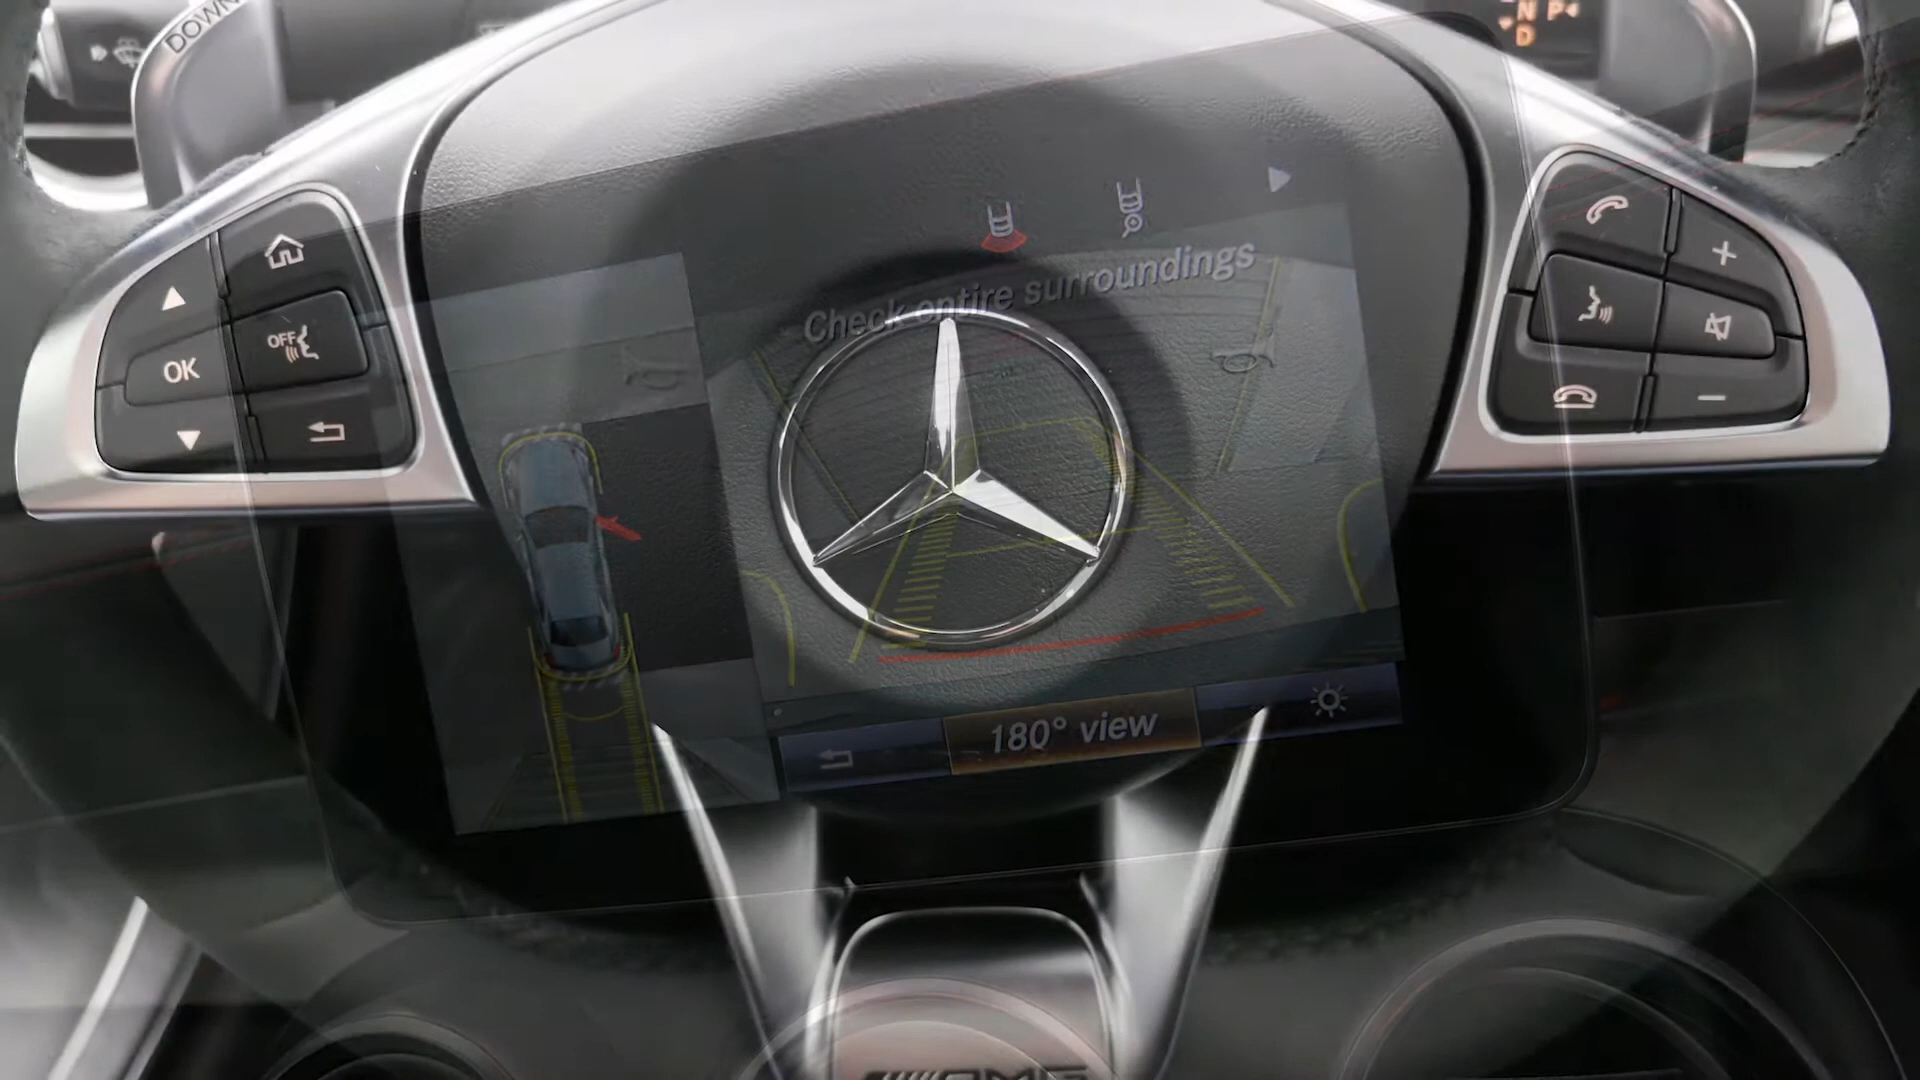 DOWN
N P
D
Check entire surroundings
OFF
OK
180° view
AMG